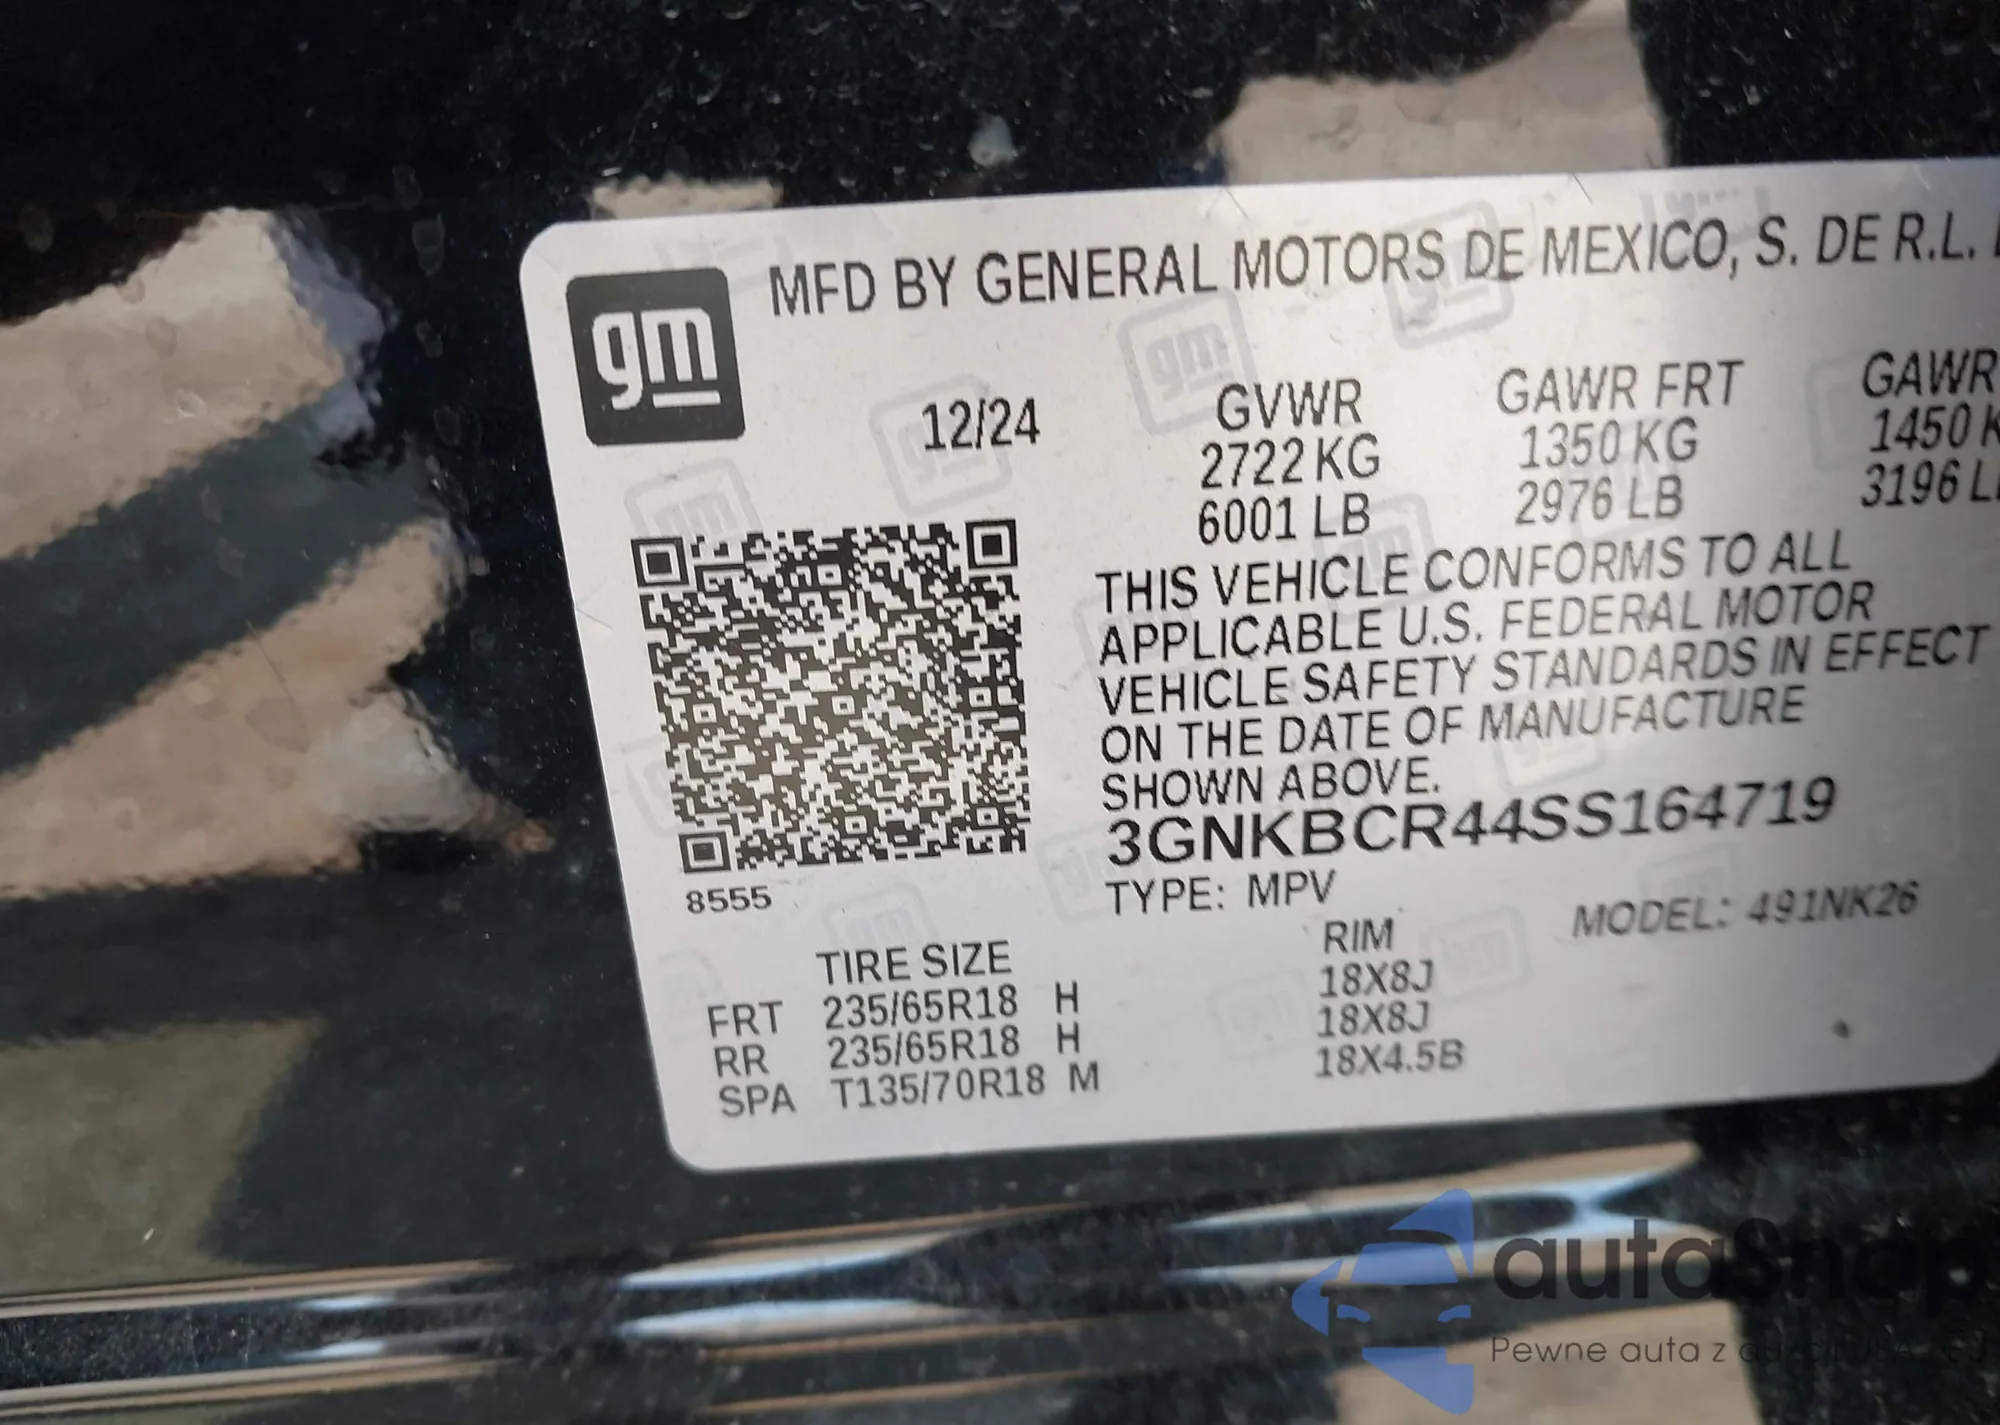 gm
MFD BY GENERAL MOTORS DE MEXICO, S. DE R.L.
12/24
GVWR GAWR FRT GAWR
2722 KG 1350 KG 1450
6001 LB 2976 LB 3196
THIS VEHICLE CONFORMS TO ALL
APPLICABLE U.S. FEDERAL MOTOR
VEHICLE SAFETY STANDARDS IN EFFECT
ON THE DATE OF MANUFACTURE
SHOWN ABOVE.
3GNKBCR44SS164719
8555
TYPE: MPV MODEL: 491NK26
TIRE SIZE RIM
FRT 235/65R18 H 18X8J
RR 235/65R18 H 18X8J
SPA T135/70R18 M 18X4.5B
autaSnap
Pewne auta z